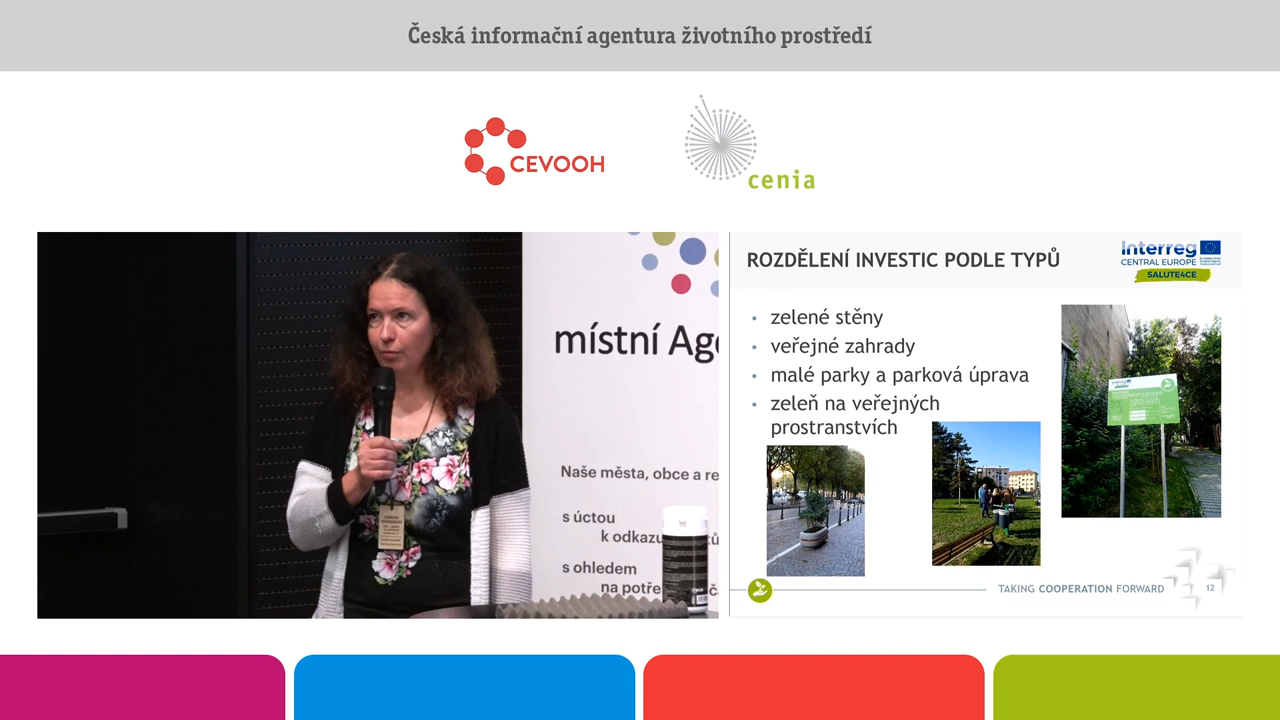 Česká informační agentura životního prostředí
CEVOOH
cenia
místní Age
Naše města, obce a re
s úctou
k odkazu
s ohledem
na potře
ROZDĚLENÍ INVESTIC PODLE TYPŮ
Interreg
CENTRAL EUROPE
SALUTE4CE
zelené stěny
veřejné zahrady
malé parky a parková úprava
zeleň na veřejných
prostranstvích
TAKING COOPERATION FORWARD
12